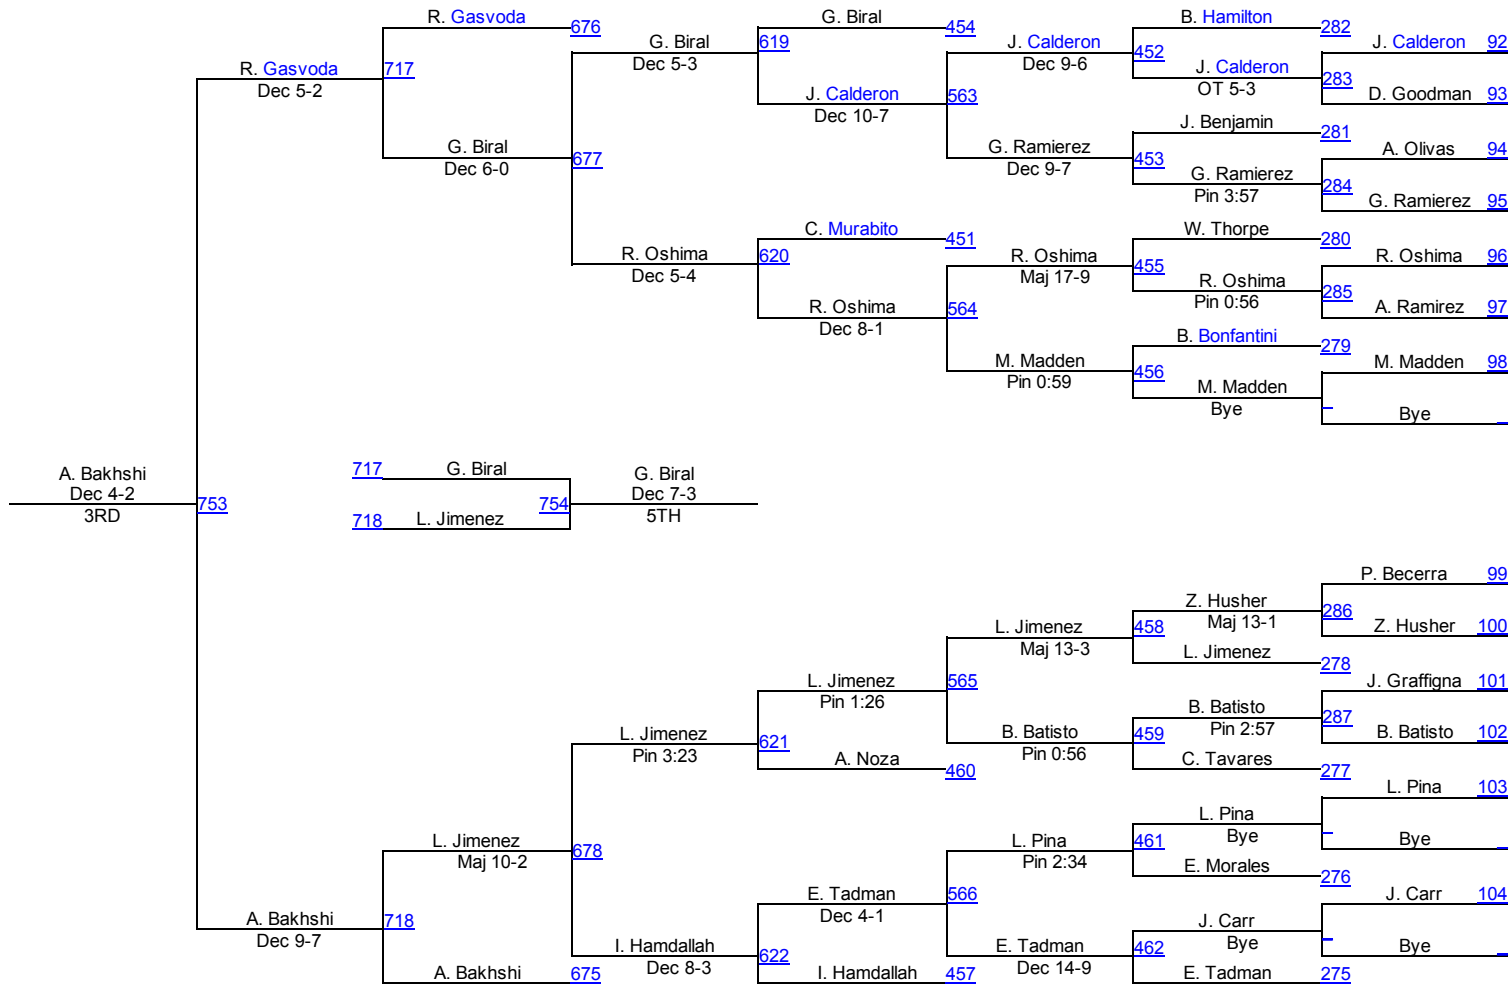 R. Gasvoda 676
G. Biral 454
B. Hamilton 282
G. Biral 619
Dec 5-3
J. Calderon 452
Dec 9-6
J. Calderon 92
R. Gasvoda 717
Dec 5-2
J. Calderon 283
OT 5-3
J. Calderon 563
Dec 10-7
D. Goodman 93
J. Benjamin 281
G. Biral 677
Dec 6-0
G. Ramierez 453
Dec 9-7
A. Olivas 94
G. Ramierez 284
Pin 3:57
G. Ramierez 95
C. Murabito 451
W. Thorpe 280
R. Oshima 620
Dec 5-4
R. Oshima 455
Maj 17-9
R. Oshima 96
R. Oshima 285
Pin 0:56
R. Oshima 564
Dec 8-1
A. Ramirez 97
B. Bonfantini 279
M. Madden 456
Pin 0:59
M. Madden 98
M. Madden
Bye
Bye
A. Bakhshi
Dec 4-2
753
3RD
717 G. Biral
G. Biral
Dec 7-3
754
5TH
718 L. Jimenez
P. Becerra 99
Z. Husher 286
Maj 13-1
L. Jimenez 458
Maj 13-3
Z. Husher 100
L. Jimenez 278
L. Jimenez 565
Pin 1:26
J. Graffigna 101
B. Batisto 287
Pin 2:57
L. Jimenez 621
Pin 3:23
B. Batisto 459
Pin 0:56
B. Batisto 102
A. Noza 460
C. Tavares 277
L. Pina 103
L. Pina
Bye
L. Jimenez 678
Maj 10-2
L. Pina 461
Pin 2:34
Bye
E. Morales 276
E. Tadman 566
Dec 4-1
J. Carr 104
A. Bakhshi 718
Dec 9-7
J. Carr
Bye
I. Hamdallah 622
Dec 8-3
E. Tadman 462
Dec 14-9
Bye
A. Bakhshi 675
I. Hamdallah 457
E. Tadman 275